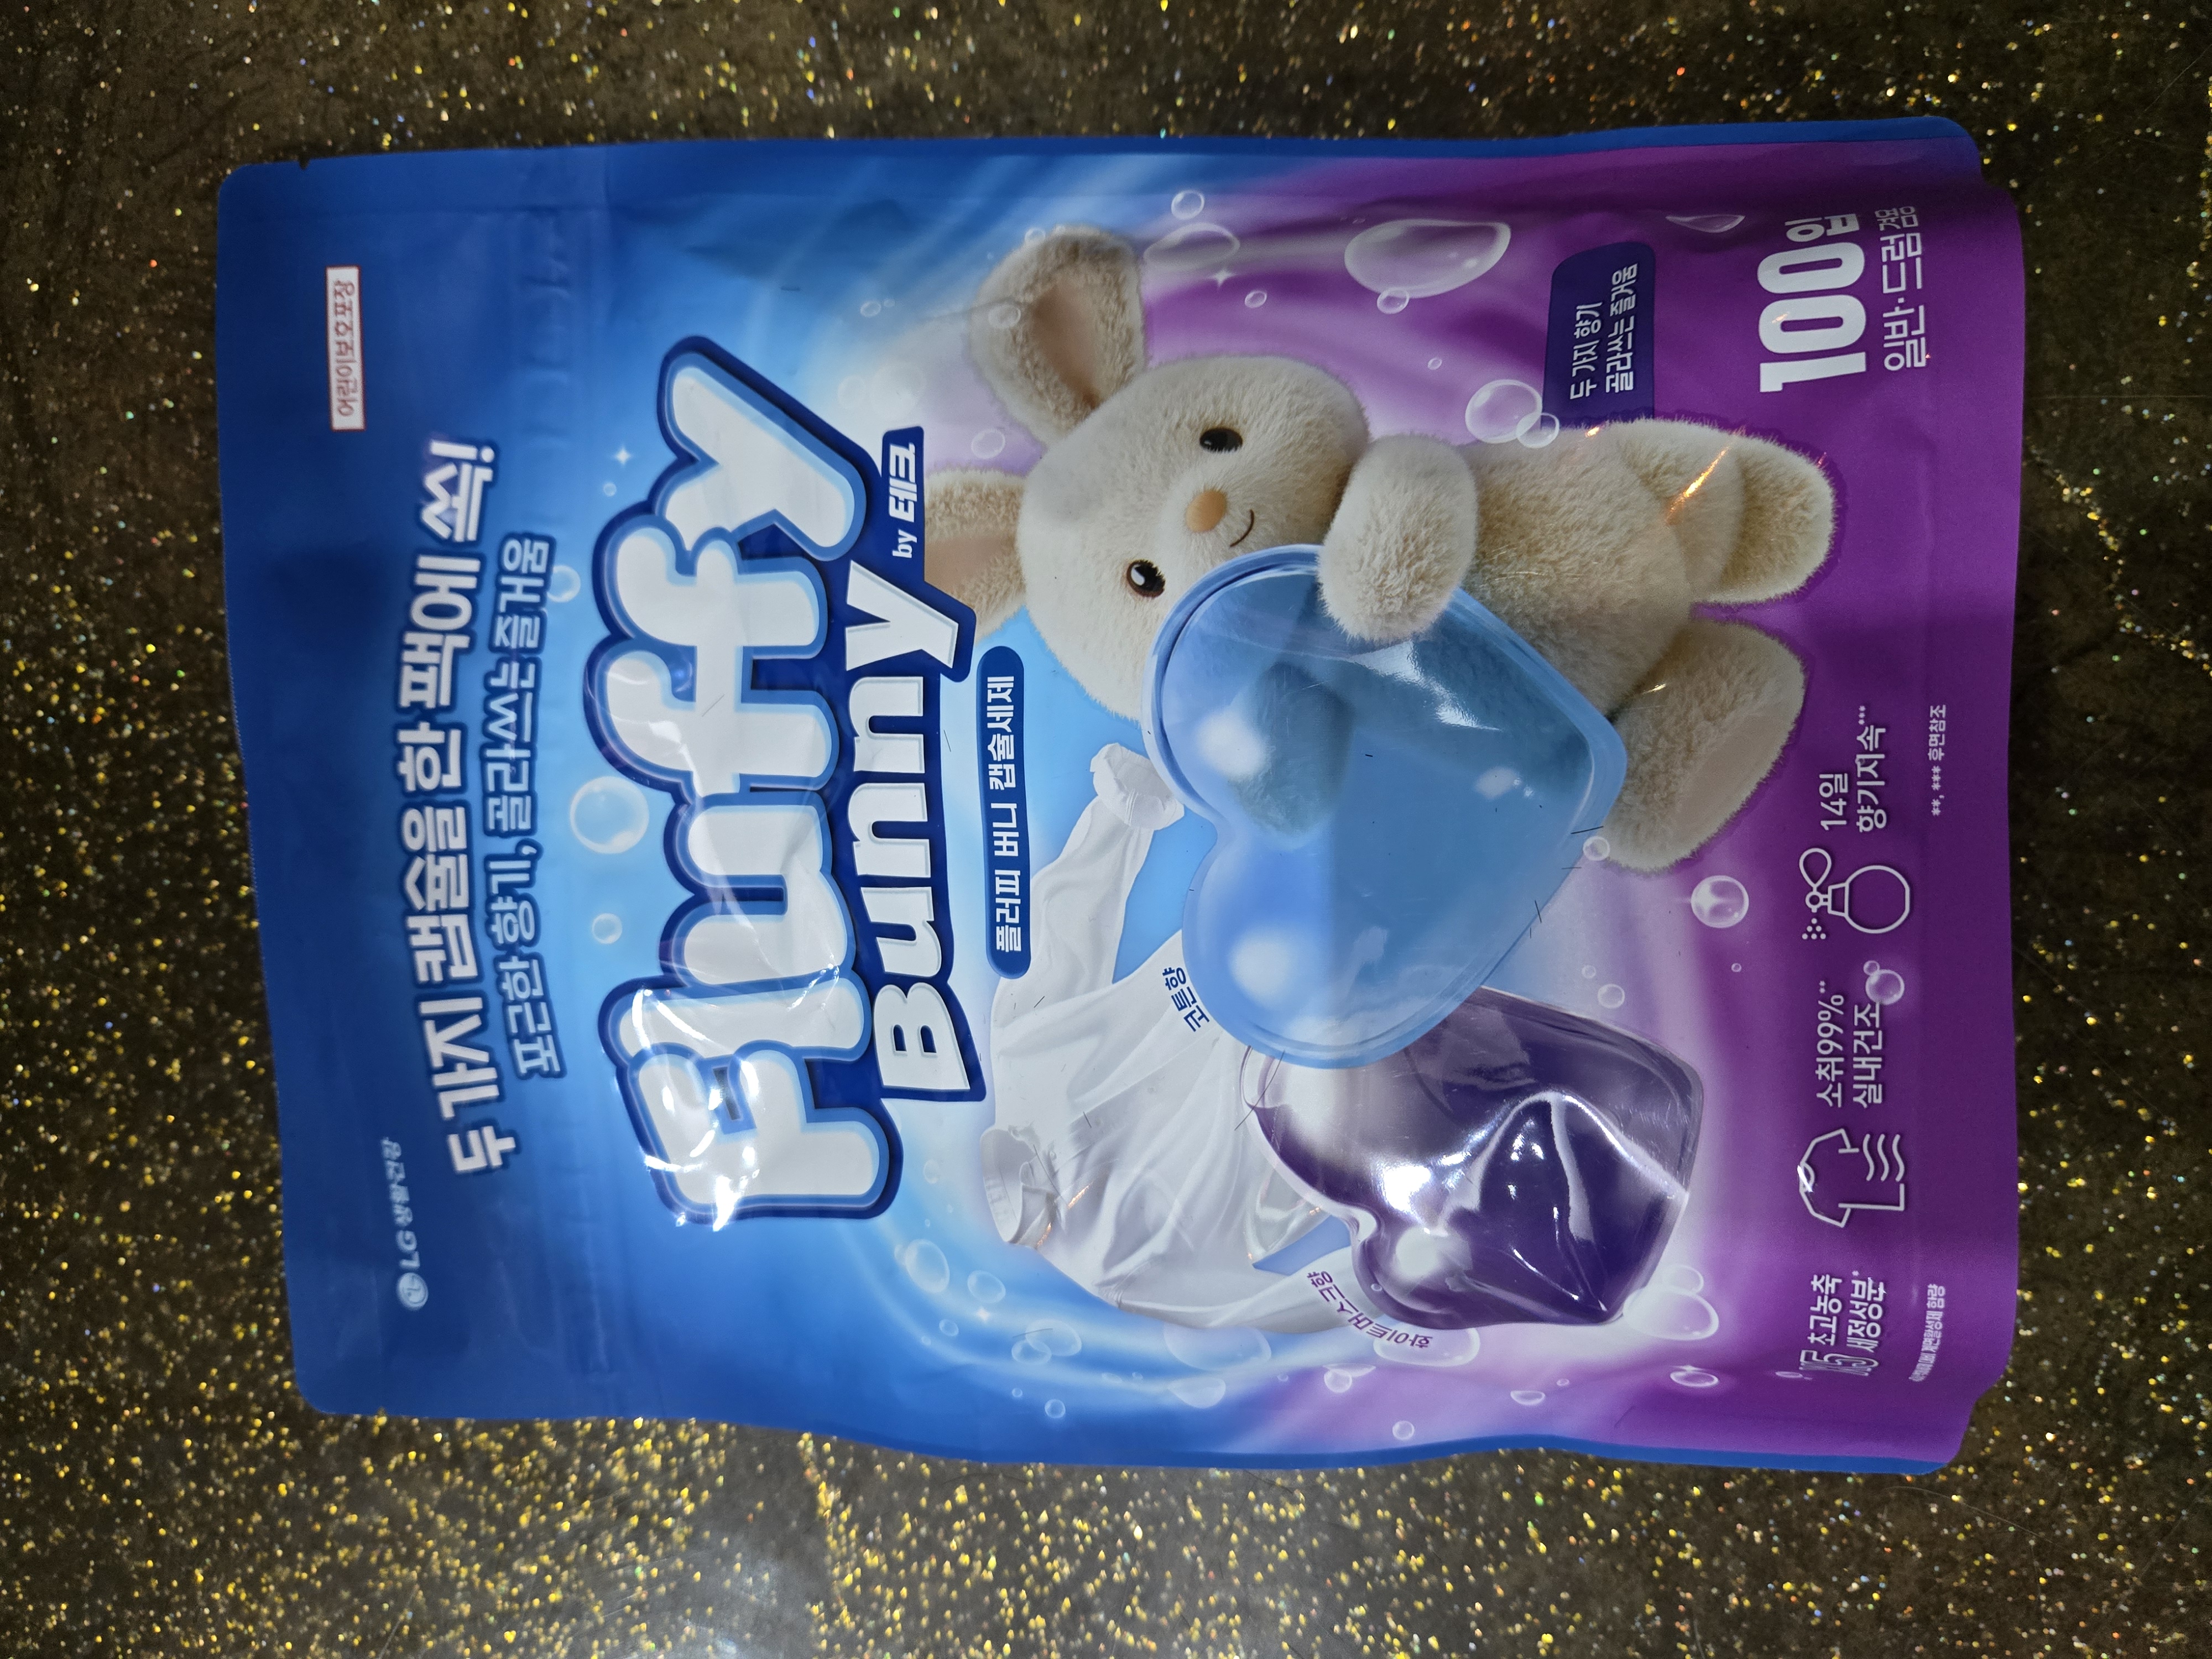 어린이보호포장
LG생활건강
두 가지 캡슐을 한 팩에 쏙!
포근한 향기, 골라쓰는 즐거움
Fluffy
Bunny
by 테크
플러피 버니 캡슐세제
코튼향
화이트머스크향
두 가지 향기
골라쓰는 즐거움
초고농축
세정성분*
소취99%**
실내건조
14일
향기지속***
100입
일반·드럼 겸용
**, *** 후면참조